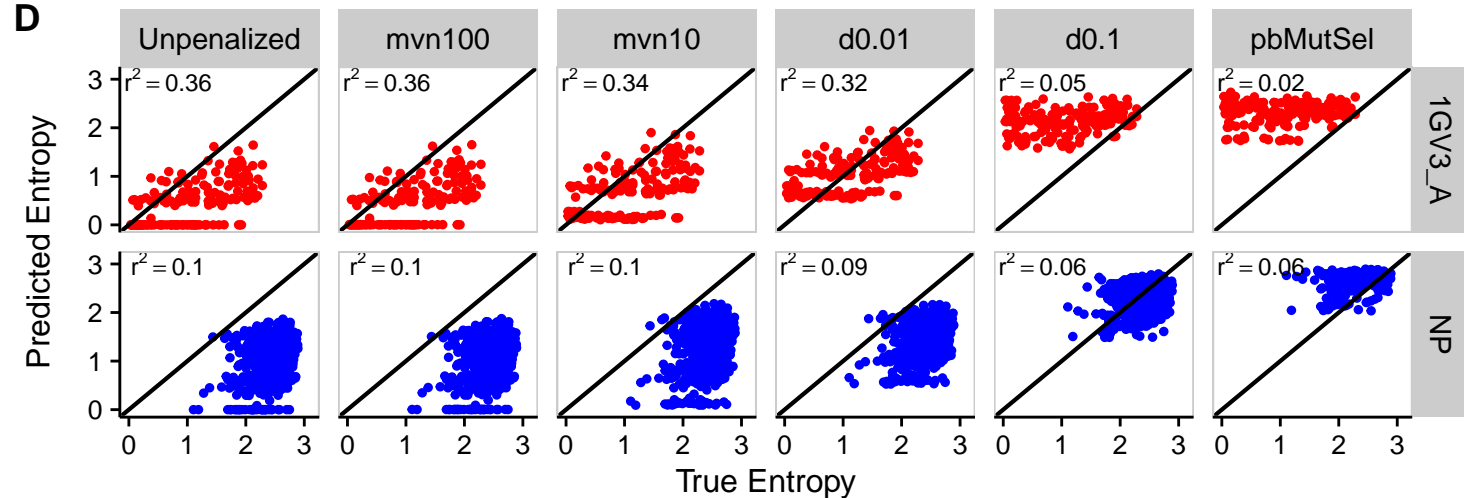 D
Unpenalized mvn100 mvn10 d0.01 d0.1 pbMutSel
r² = 0.36 r² = 0.36 r² = 0.34 r² = 0.32 r² = 0.05 r² = 0.02
3
2
1
0
1GV3_A
r² = 0.1 r² = 0.1 r² = 0.1 r² = 0.09 r² = 0.06 r² = 0.06
3
2
1
0
NP
Predicted Entropy
0 1 2 3 0 1 2 3 0 1 2 3 0 1 2 3 0 1 2 3 0 1 2 3
True Entropy